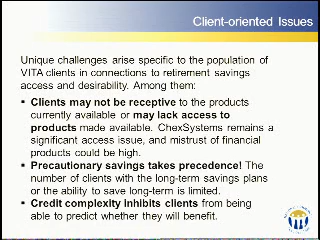 Client-oriented Issues
Unique challenges arise specific to the population of
VITA clients in connections to retirement savings
access and desirability. Among them:
▪ Clients may not be receptive to the products
currently available or may lack access to
products made available. ChexSystems remains a
significant access issue, and mistrust of financial
products could be high.
▪ Precautionary savings takes precedence! The
number of clients with the long-term savings plans
or the ability to save long-term is limited.
▪ Credit complexity inhibits clients from being
able to predict whether they will benefit.